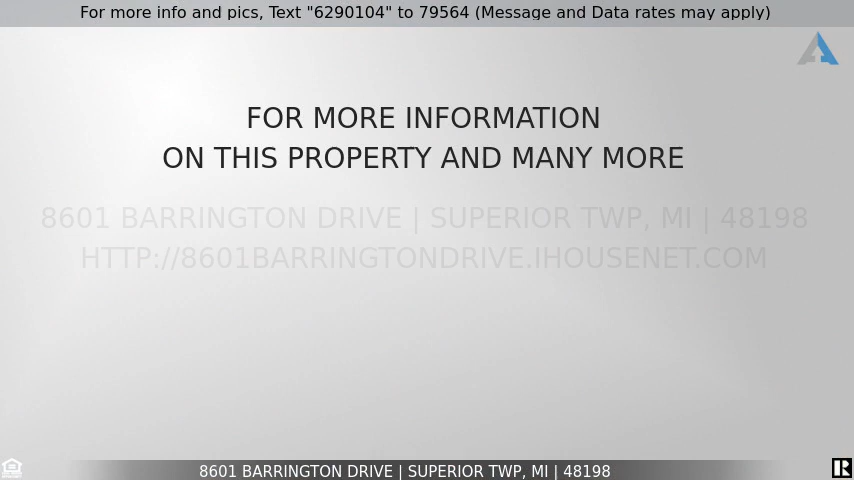 For more info and pics, Text "6290104" to 79564 (Message and Data rates may apply)
FOR MORE INFORMATION
ON THIS PROPERTY AND MANY MORE
8601 BARRINGTON DRIVE | SUPERIOR TWP, MI | 48198
HTTP://8601BARRINGTONDRIVE.IHOUSENET.COM
8601 BARRINGTON DRIVE | SUPERIOR TWP, MI | 48198